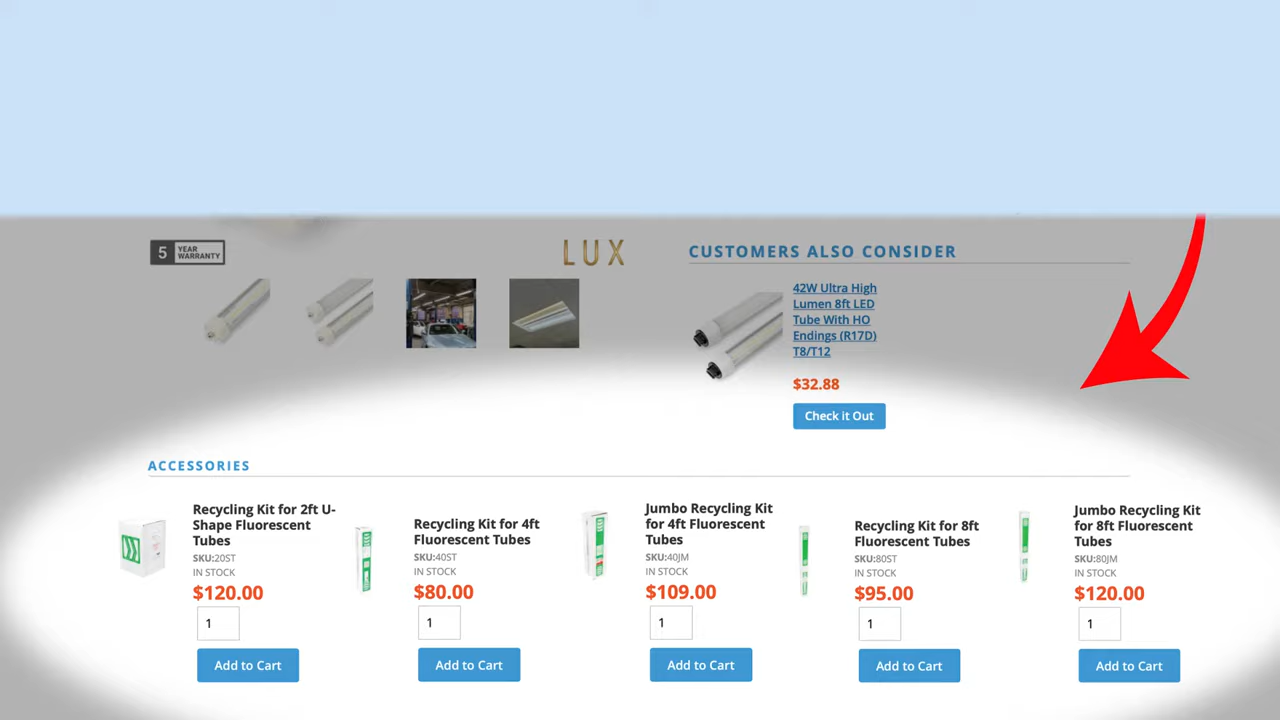 5 YEAR
WARRANTY
LUX
CUSTOMERS ALSO CONSIDER
42W Ultra High
Lumen 8ft LED
Tube With HO
Endings (R17D)
T8/T12
$32.88
Check it Out
ACCESSORIES
Recycling Kit for 2ft U-
Shape Fluorescent
Tubes
SKU:20ST
IN STOCK
$120.00
1
Add to Cart
Recycling Kit for 4ft
Fluorescent Tubes
SKU:40ST
IN STOCK
$80.00
1
Add to Cart
Jumbo Recycling Kit
for 4ft Fluorescent
Tubes
SKU:40JM
IN STOCK
$109.00
1
Add to Cart
Recycling Kit for 8ft
Fluorescent Tubes
SKU:80ST
IN STOCK
$95.00
1
Add to Cart
Jumbo Recycling Kit
for 8ft Fluorescent
Tubes
SKU:80JM
IN STOCK
$120.00
1
Add to Cart